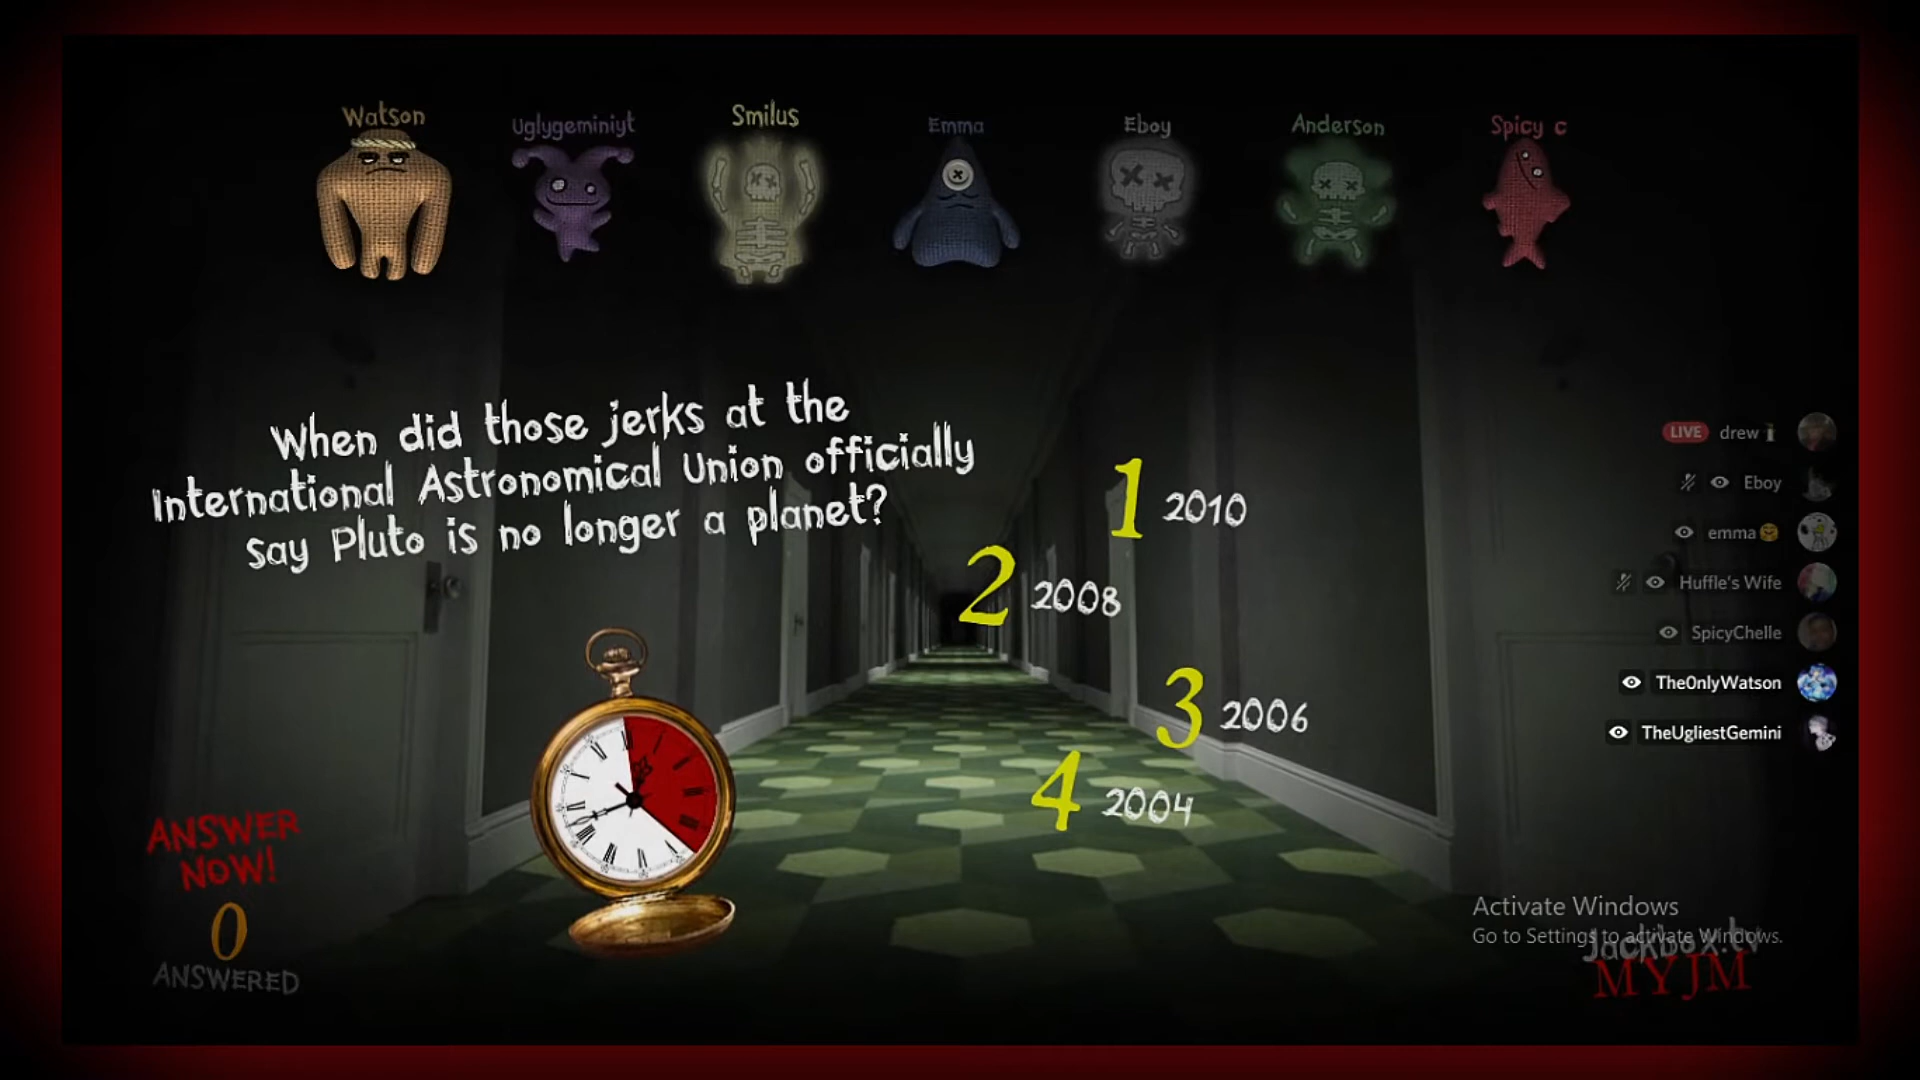 Watson
Uglygeminiyt
Smilus
Emma
Eboy
Anderson
Spicy c
When did those jerks at the
International Astronomical Union officially
say Pluto is no longer a planet?
1 2010
2 2008
3 2006
4 2004
LIVE drew
Eboy
emma🤗
Huffle's Wife
SpicyChelle
The0nlyWatson
TheUgliestGemini
ANSWER
NOW!
0
ANSWERED
Activate Windows
Go to Settings to activate Windows.
Jackbox.tv
MYJM